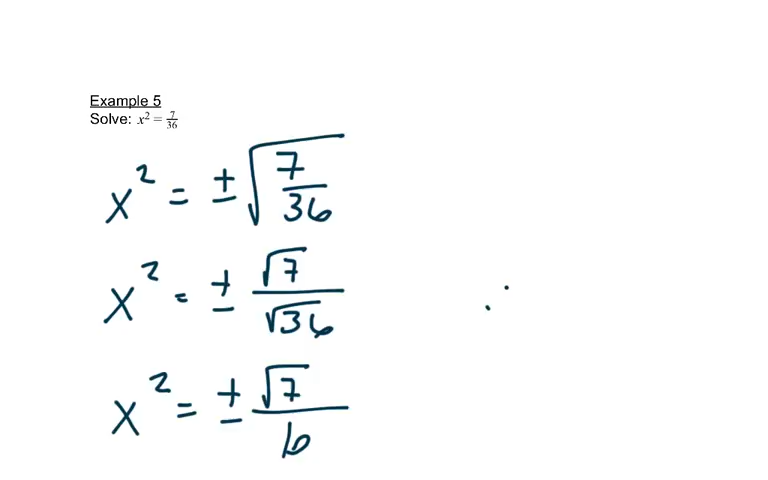 Example 5
Solve: x² = 7/36
x² = ±√(7/36)
x² = ± √7/√36
x² = ± √7/6